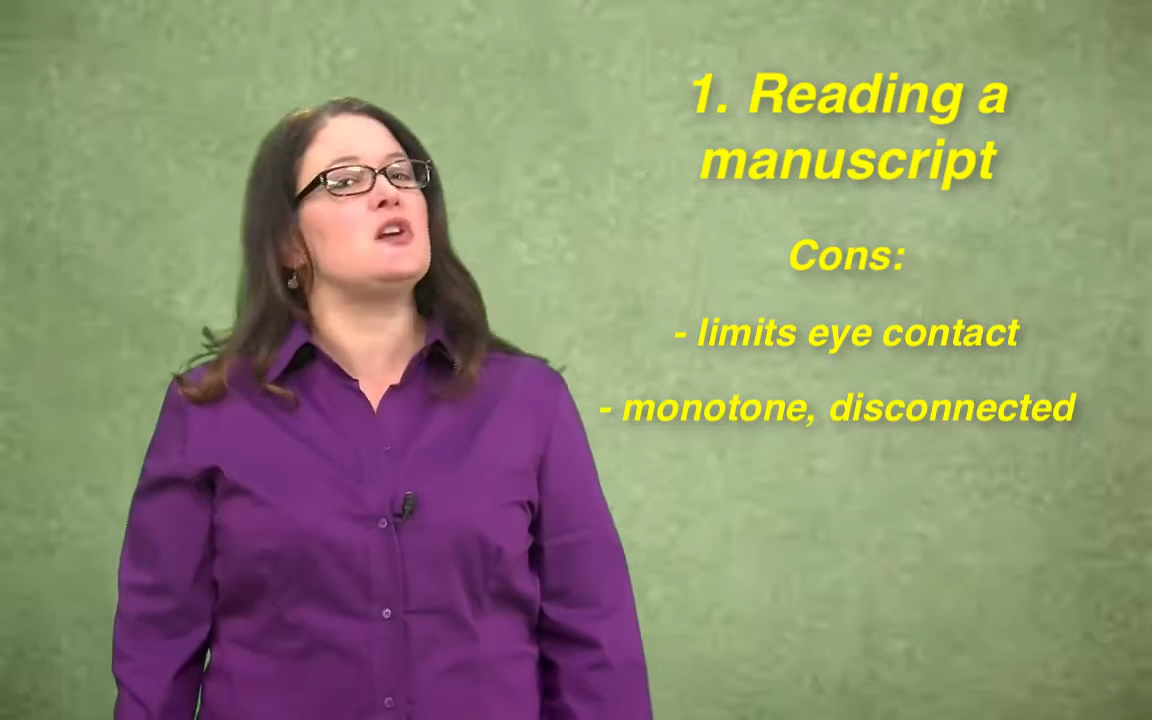 1. Reading a
manuscript
Cons:
- limits eye contact
- monotone, disconnected